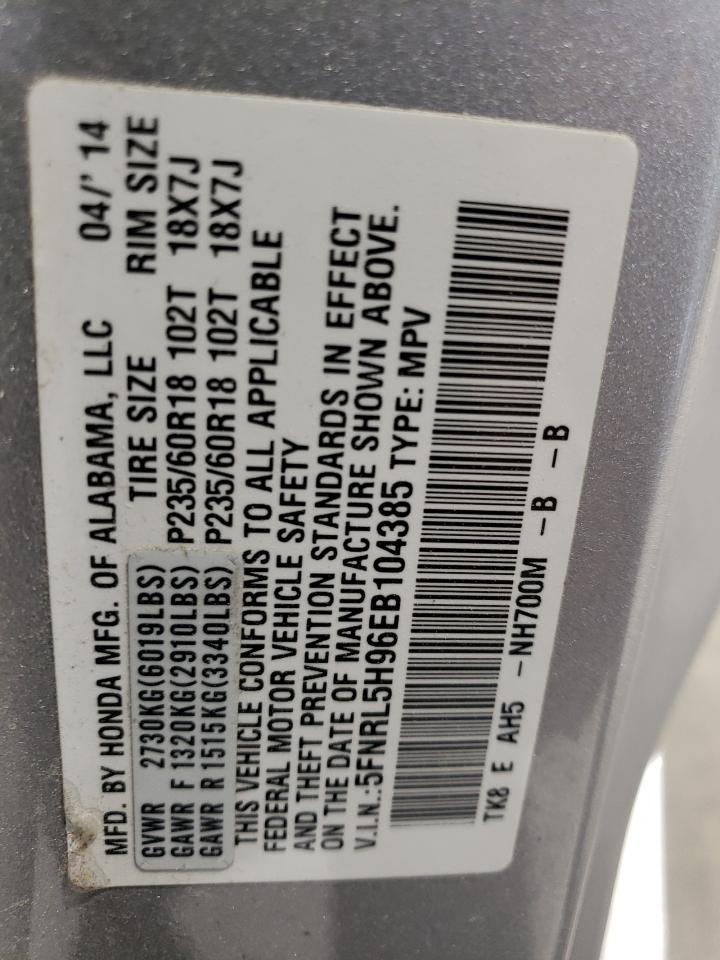 MFD. BY HONDA MFG. OF ALABAMA, LLC 04/' 14
TIRE SIZE RIM SIZE
GVWR 2730KG(6019LBS)
GAWR F 1320KG(2910LBS) P235/60R18 102T 18X7J
GAWR R 1515KG(3340LBS) P235/60R18 102T 18X7J
THIS VEHICLE CONFORMS TO ALL APPLICABLE
FEDERAL MOTOR VEHICLE SAFETY
AND THEFT PREVENTION STANDARDS IN EFFECT
ON THE DATE OF MANUFACTURE SHOWN ABOVE.
V.I.N.:5FNRL5H96EB104385 TYPE: MPV
TK8 E AH5 -NH700M -B -B